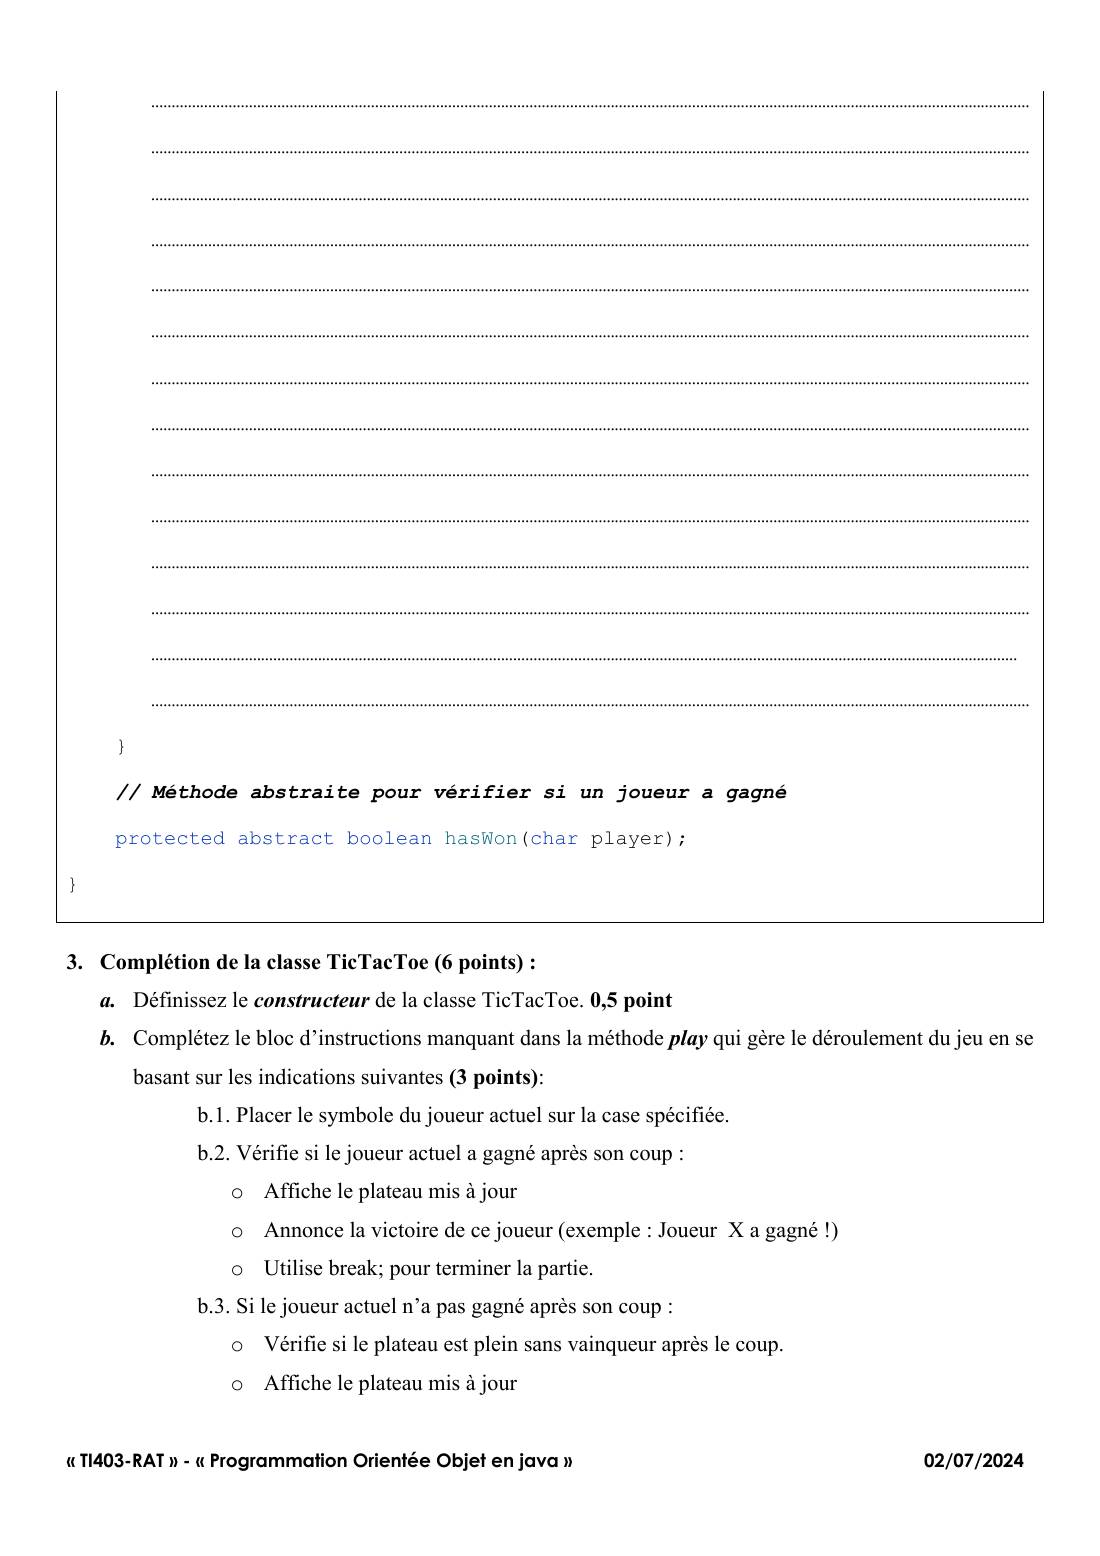 }
// Méthode abstraite pour vérifier si un joueur a gagné
protected abstract boolean hasWon(char player);
}
3. Complétion de la classe TicTacToe (6 points) :
a. Définissez le constructeur de la classe TicTacToe. 0,5 point
b. Complétez le bloc d’instructions manquant dans la méthode play qui gère le déroulement du jeu en se
basant sur les indications suivantes (3 points):
b.1. Placer le symbole du joueur actuel sur la case spécifiée.
b.2. Vérifie si le joueur actuel a gagné après son coup :
o Affiche le plateau mis à jour
o Annonce la victoire de ce joueur (exemple : Joueur X a gagné !)
o Utilise break; pour terminer la partie.
b.3. Si le joueur actuel n’a pas gagné après son coup :
o Vérifie si le plateau est plein sans vainqueur après le coup.
o Affiche le plateau mis à jour
« TI403-RAT » - « Programmation Orientée Objet en java » 02/07/2024